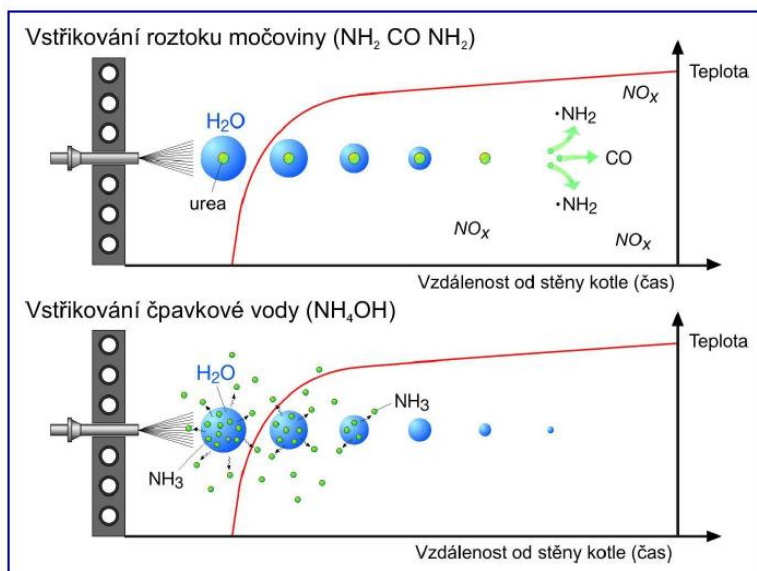 Vstřikování roztoku močoviny (NH₂ CO NH₂)
Teplota
NOₓ
H₂O
•NH₂
CO
urea
•NH₂
NOₓ
NOₓ
Vzdálenost od stěny kotle (čas)
Vstřikování čpavkové vody (NH₄OH)
Teplota
H₂O
NH₃
NH₃
Vzdálenost od stěny kotle (čas)